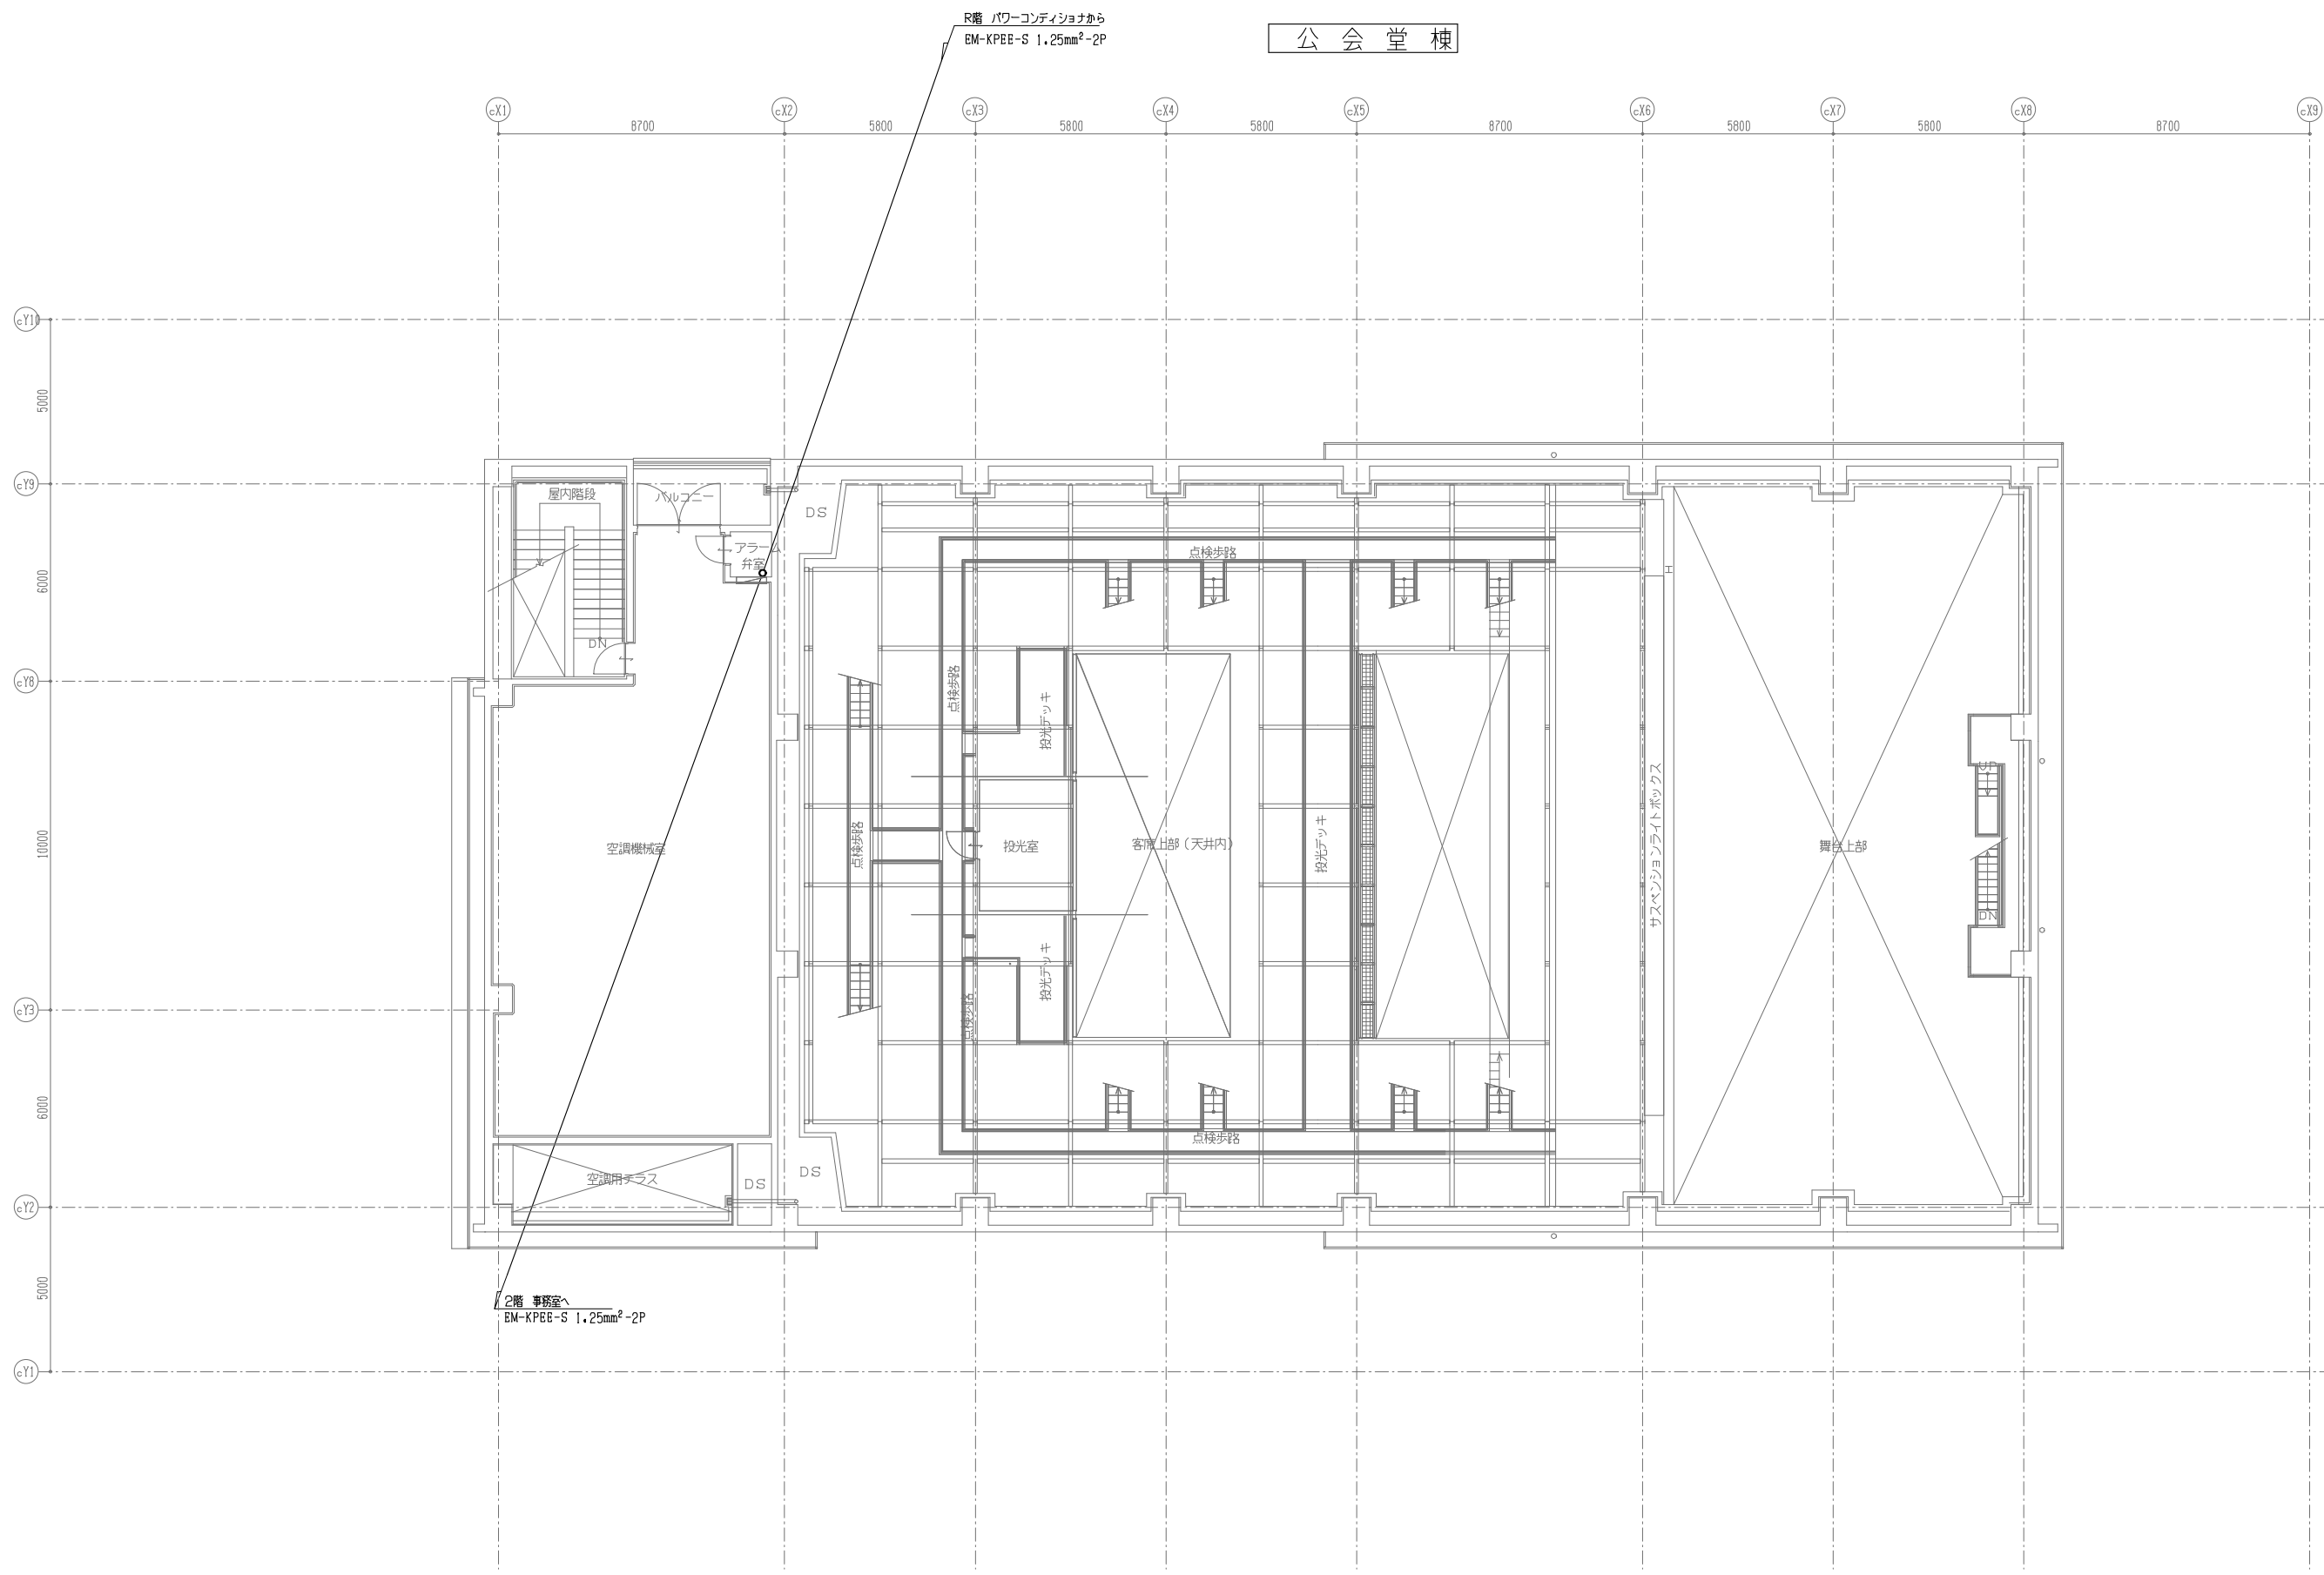 R階 パワーコンディショナから
EM-KPEE-S 1.25mm²-2P
公会堂棟
cX1
cX2
cX3
cX4
cX5
cX6
cX7
cX8
cX9
8700
5800
5800
5800
8700
5800
5800
8700
cY10
5000
cY9
6000
cY8
10000
cY3
6000
cY2
5000
cY1
屋内階段
バルコニー
DS
アラーム
弁室
点検歩路
H
DN
点検歩路
投光デッキ
UP
サスペンションライトボックス
空調機械室
点検歩路
投光室
客席上部(天井内)
投光デッキ
舞台上部
DN
投光デッキ
点検歩路
点検歩路
空調用テラス
DS
DS
2階 事務室へ
EM-KPEE-S 1.25mm²-2P